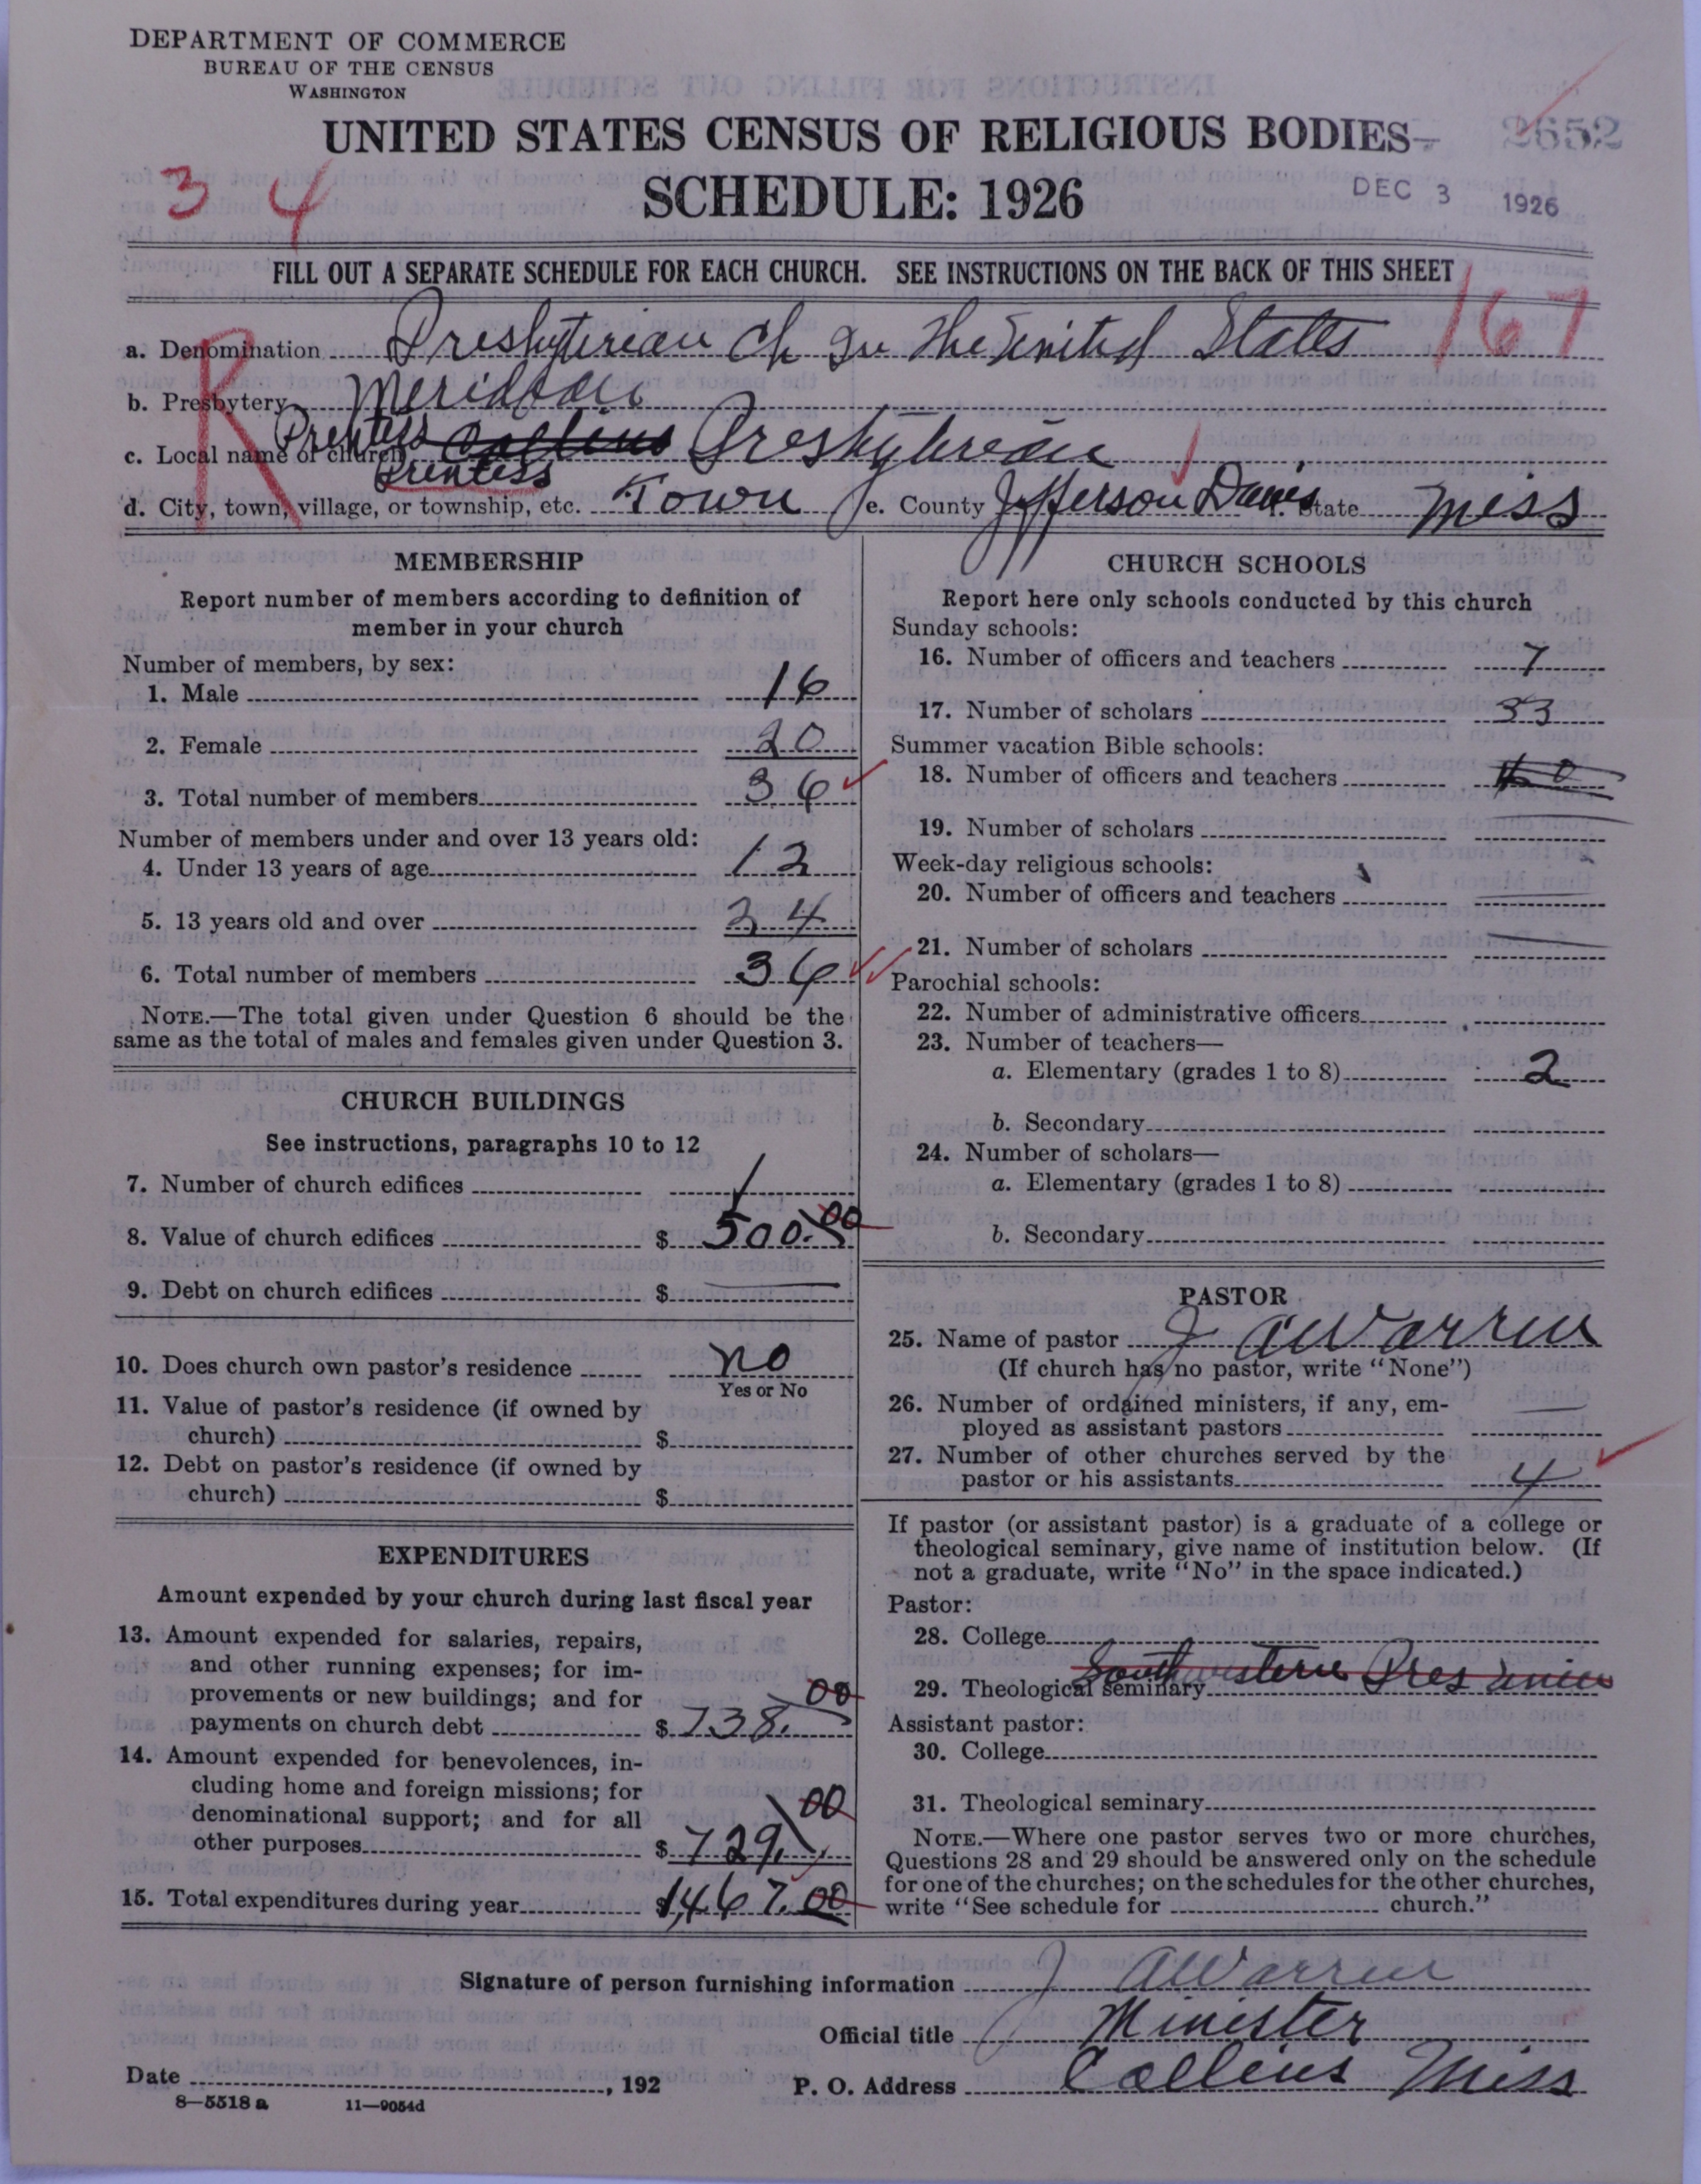 DEPARTMENT OF COMMERCE
BUREAU OF THE CENSUS
WASHINGTON
UNITED STATES CENSUS OF RELIGIOUS BODIES
2652
SCHEDULE: 1926
DEC 3 1926
3 4
FILL OUT A SEPARATE SCHEDULE FOR EACH CHURCH. SEE INSTRUCTIONS ON THE BACK OF THIS SHEET
167
R
a. Denomination Presbyterian Ch In the United States
b. Presbytery Meridian
c. Local name of church Prentess Collins Presbyterean
Prentess
d. City, town, village, or township, etc. Town e. County Jefferson Davis f. State Miss
MEMBERSHIP
Report number of members according to definition of
member in your church
Number of members, by sex:
1. Male 16
2. Female 20
3. Total number of members 36
Number of members under and over 13 years old:
4. Under 13 years of age 12
5. 13 years old and over 24
6. Total number of members 36
NOTE.—The total given under Question 6 should be the
same as the total of males and females given under Question 3.
CHURCH BUILDINGS
See instructions, paragraphs 10 to 12
7. Number of church edifices 1
8. Value of church edifices $ 500.00
9. Debt on church edifices $
10. Does church own pastor's residence no
Yes or No
11. Value of pastor's residence (if owned by
church) $
12. Debt on pastor's residence (if owned by
church) $
EXPENDITURES
Amount expended by your church during last fiscal year
13. Amount expended for salaries, repairs,
and other running expenses; for im-
provements or new buildings; and for
payments on church debt $ 738.00
14. Amount expended for benevolences, in-
cluding home and foreign missions; for
denominational support; and for all
other purposes $ 729.00
15. Total expenditures during year $ 1467.00
CHURCH SCHOOLS
Report here only schools conducted by this church
Sunday schools:
16. Number of officers and teachers 7
17. Number of scholars 33
Summer vacation Bible schools:
18. Number of officers and teachers
19. Number of scholars
Week-day religious schools:
20. Number of officers and teachers
21. Number of scholars
Parochial schools:
22. Number of administrative officers
23. Number of teachers—
a. Elementary (grades 1 to 8) 2
b. Secondary
24. Number of scholars—
a. Elementary (grades 1 to 8)
b. Secondary
PASTOR
25. Name of pastor J A Warren
(If church has no pastor, write "None")
26. Number of ordained ministers, if any, em-
ployed as assistant pastors
27. Number of other churches served by the
pastor or his assistants 4
If pastor (or assistant pastor) is a graduate of a college or
theological seminary, give name of institution below. (If
not a graduate, write "No" in the space indicated.)
Pastor:
28. College
29. Theological seminary Southwestern Pres
Assistant pastor:
30. College
31. Theological seminary
NOTE.—Where one pastor serves two or more churches,
Questions 28 and 29 should be answered only on the schedule
for one of the churches; on the schedules for the other churches,
write "See schedule for church."
Signature of person furnishing information J A Warren
Official title Minister
Date , 192 P. O. Address Collins Miss
8—5518 a 11—9054d